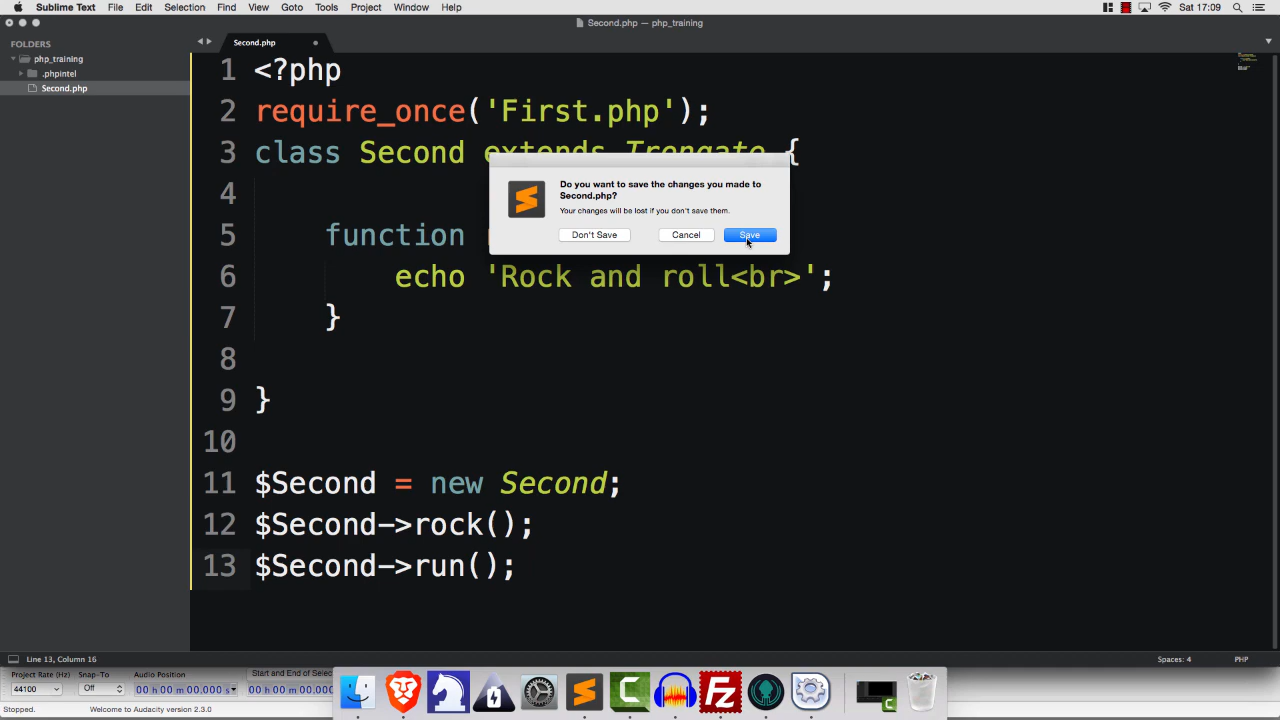 Sublime Text File Edit Selection Find View Goto Tools Project Window Help Sat 17:09
Second.php — php_training
FOLDERS
php_training
.phpintel
Second.php
Second.php
1 <?php
2 require_once('First.php');
3 class Second extends Trongate {
4
5 function
6 echo 'Rock and roll<br>';
7 }
8
9 }
10
11 $Second = new Second;
12 $Second->rock();
13 $Second->run();
Do you want to save the changes you made to
Second.php?
Your changes will be lost if you don't save them.
Don't Save Cancel Save
Line 13, Column 16 Spaces: 4 PHP
Project Rate (Hz) Snap-To Audio Position Start and End of Selec
44100 Off 00 h 00 m 00.000 s 00 h 00 m 00.000
Stopped. Welcome to Audacity version 2.3.0